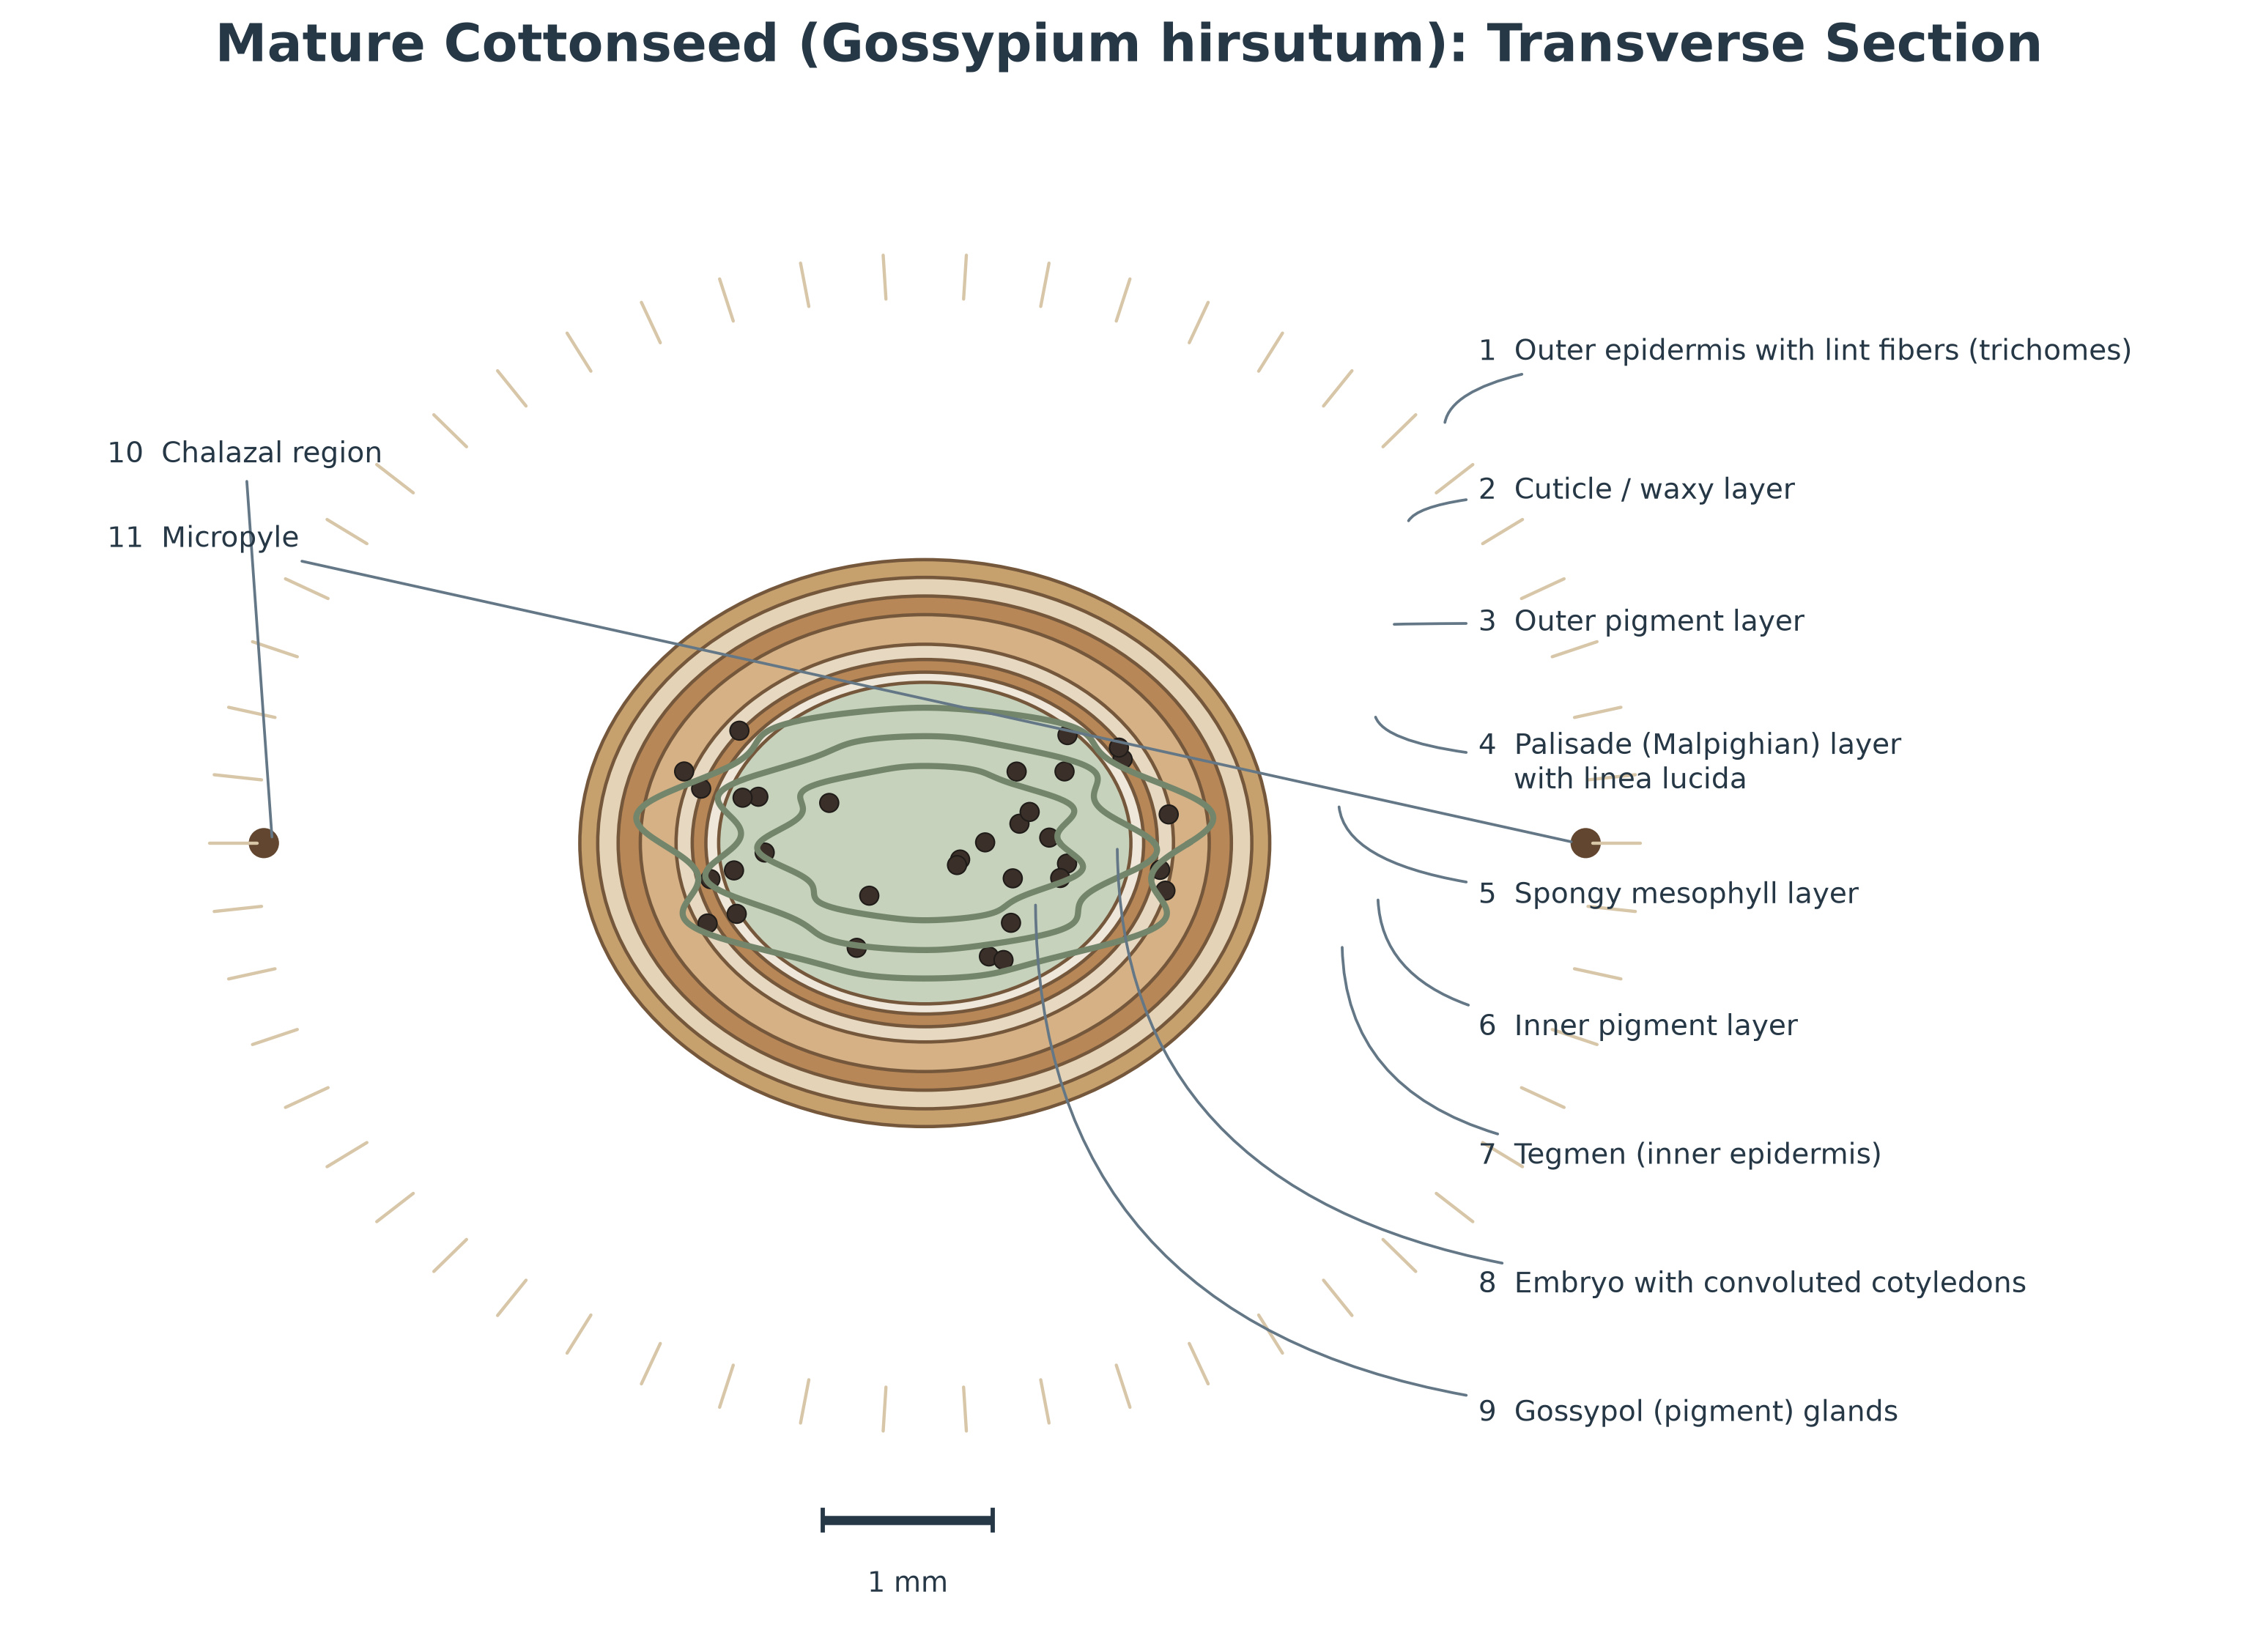 Mature Cottonseed (Gossypium hirsutum): Transverse Section
1 Outer epidermis with lint fibers (trichomes)
10 Chalazal region
2 Cuticle / waxy layer
11 Micropyle
3 Outer pigment layer
4 Palisade (Malpighian) layer
with linea lucida
5 Spongy mesophyll layer
6 Inner pigment layer
7 Tegmen (inner epidermis)
8 Embryo with convoluted cotyledons
9 Gossypol (pigment) glands
1 mm